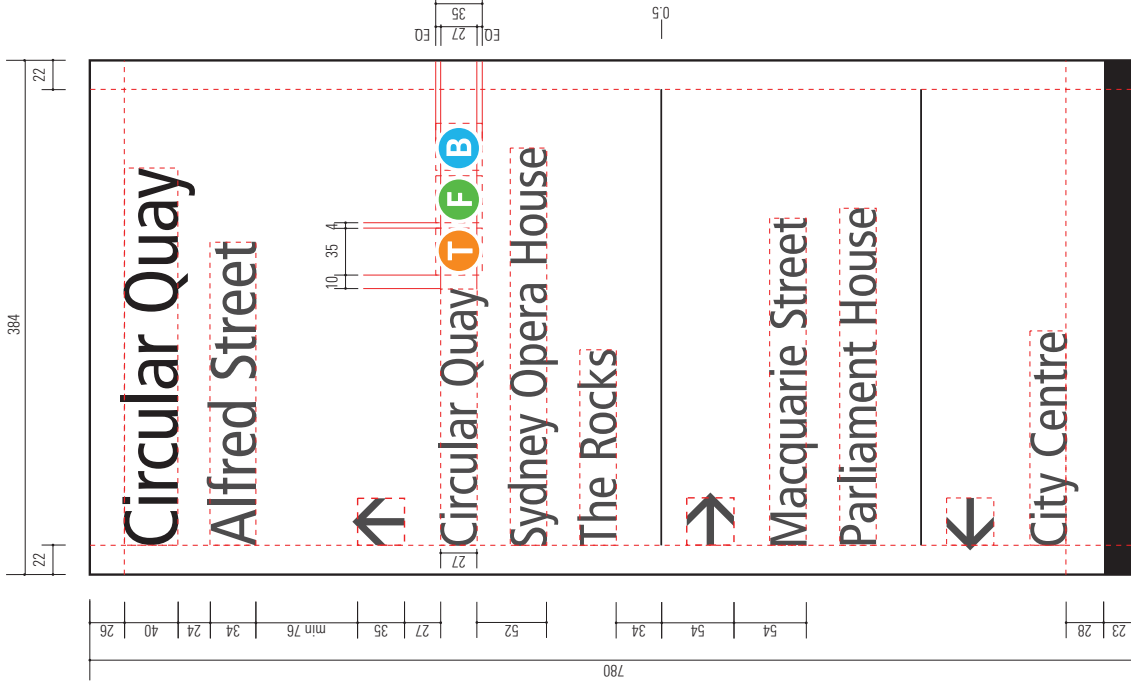 Circular Quay
Alfred Street
Circular Quay T F B
Sydney Opera House
The Rocks
Macquarie Street
Parliament House
City Centre
384
22
22
26
40
24
34
min 76
35
27
52
34
54
54
28
23
780
27
10
35
4
EQ
27
EQ
35
0.5